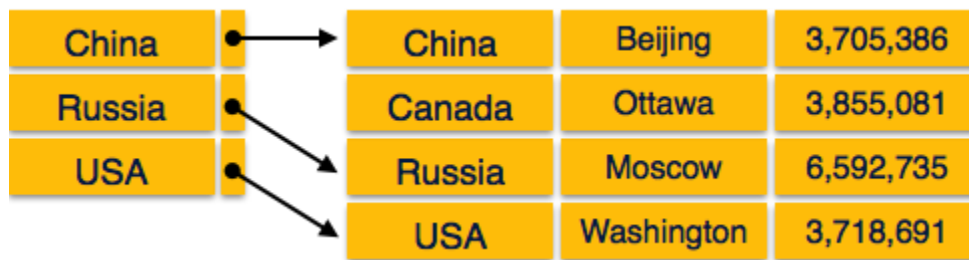 China China Beijing 3,705,386
Russia Canada Ottawa 3,855,081
USA Russia Moscow 6,592,735
USA Washington 3,718,691